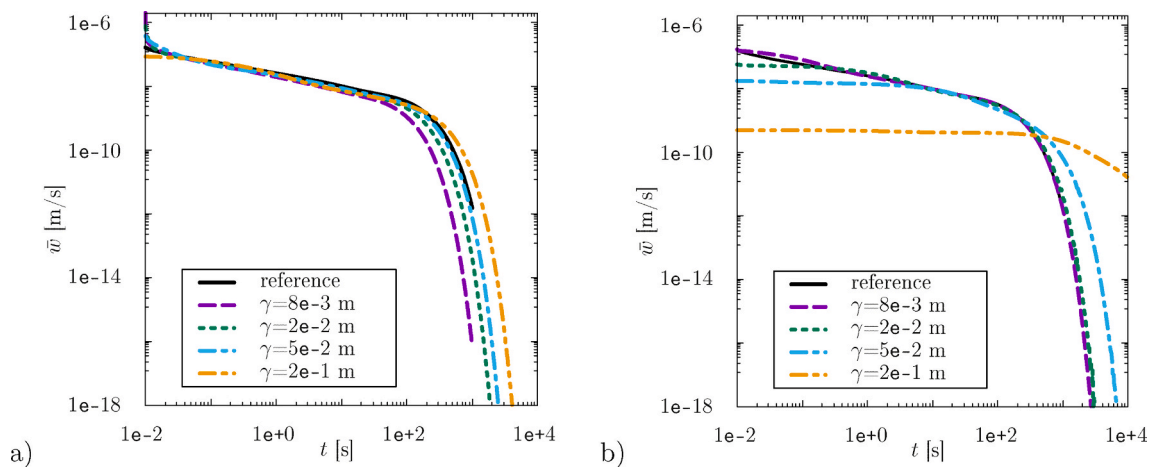 a)
1e-6
1e-10
1e-14
1e-18
w̄ [m/s]
reference
γ=8e-3 m
γ=2e-2 m
γ=5e-2 m
γ=2e-1 m
1e-2
1e+0
1e+2
1e+4
t [s]
b)
1e-6
1e-10
1e-14
1e-18
w̄ [m/s]
reference
γ=8e-3 m
γ=2e-2 m
γ=5e-2 m
γ=2e-1 m
1e-2
1e+0
1e+2
1e+4
t [s]